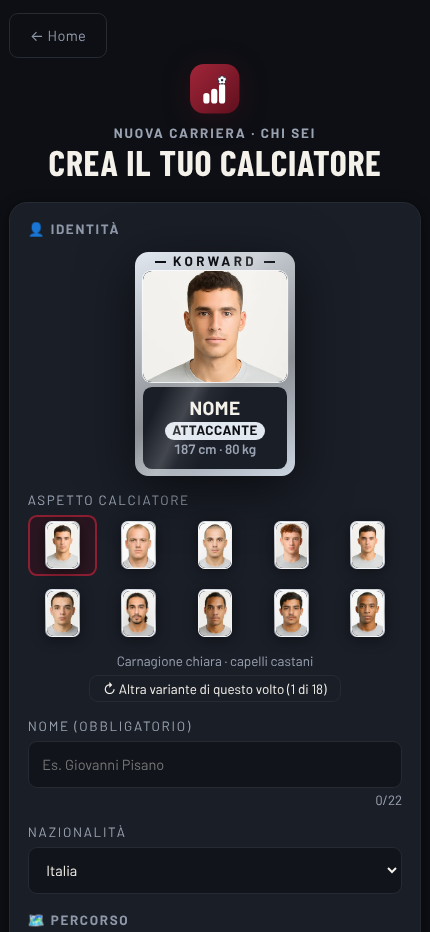 ← Home
NUOVA CARRIERA · CHI SEI
CREA IL TUO CALCIATORE
👤 IDENTITÀ
— KORWARD —
NOME
ATTACCANTE
187 cm · 80 kg
ASPETTO CALCIATORE
Carnagione chiara · capelli castani
↻ Altra variante di questo volto (1 di 18)
NOME (OBBLIGATORIO)
Es. Giovanni Pisano
0/22
NAZIONALITÀ
Italia
🗺️ PERCORSO